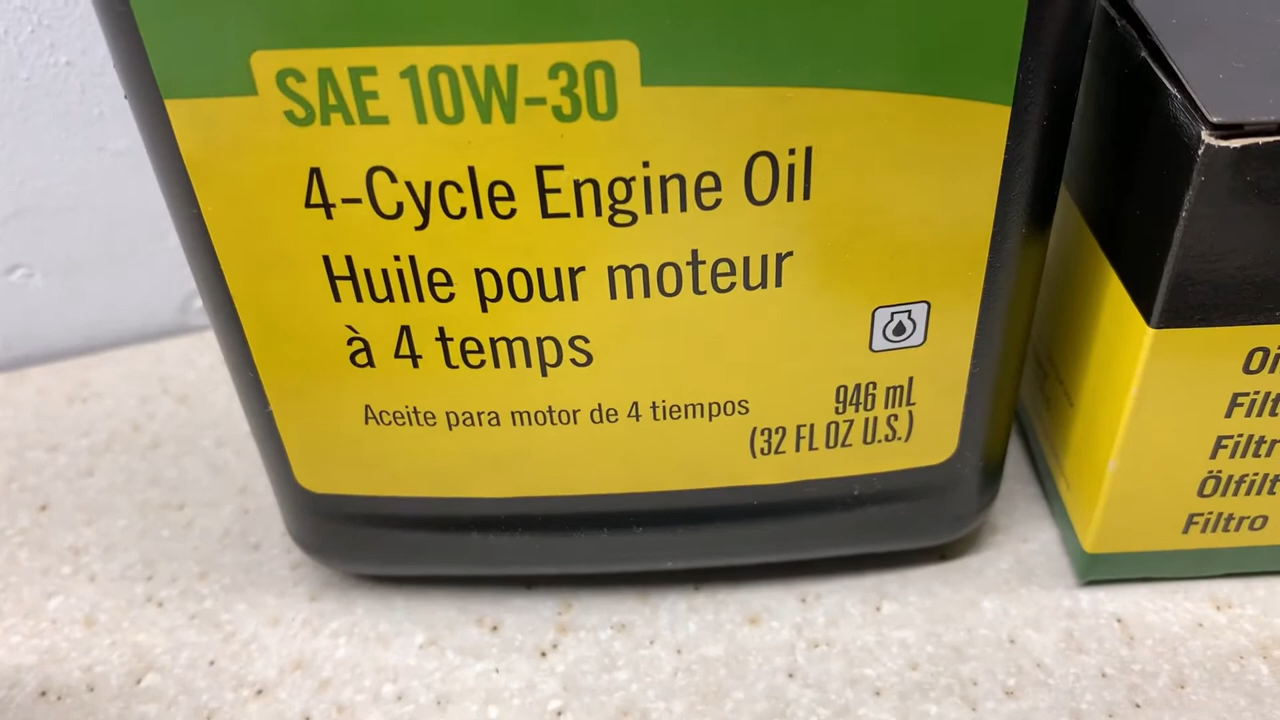 SAE 10W-30
4-Cycle Engine Oil
Huile pour moteur
à 4 temps
Aceite para motor de 4 tiempos
946 mL
(32 FL OZ U.S.)
Filtro